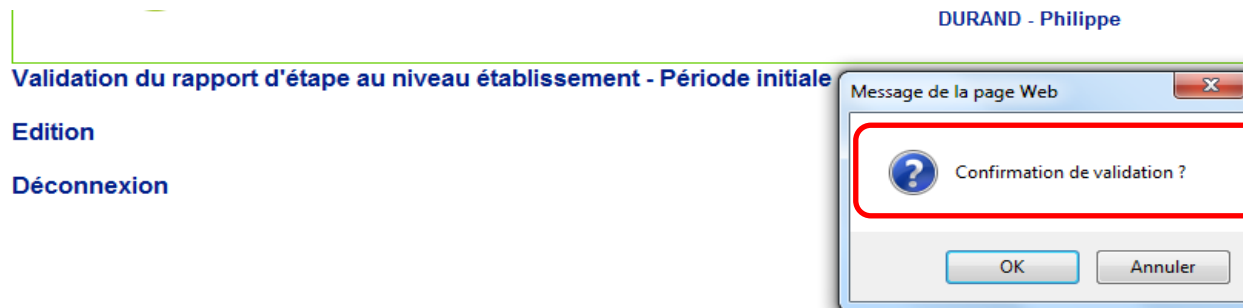 DURAND - Philippe
Validation du rapport d'étape au niveau établissement - Période initiale
Edition
Déconnexion
Message de la page Web
Confirmation de validation ?
OK
Annuler